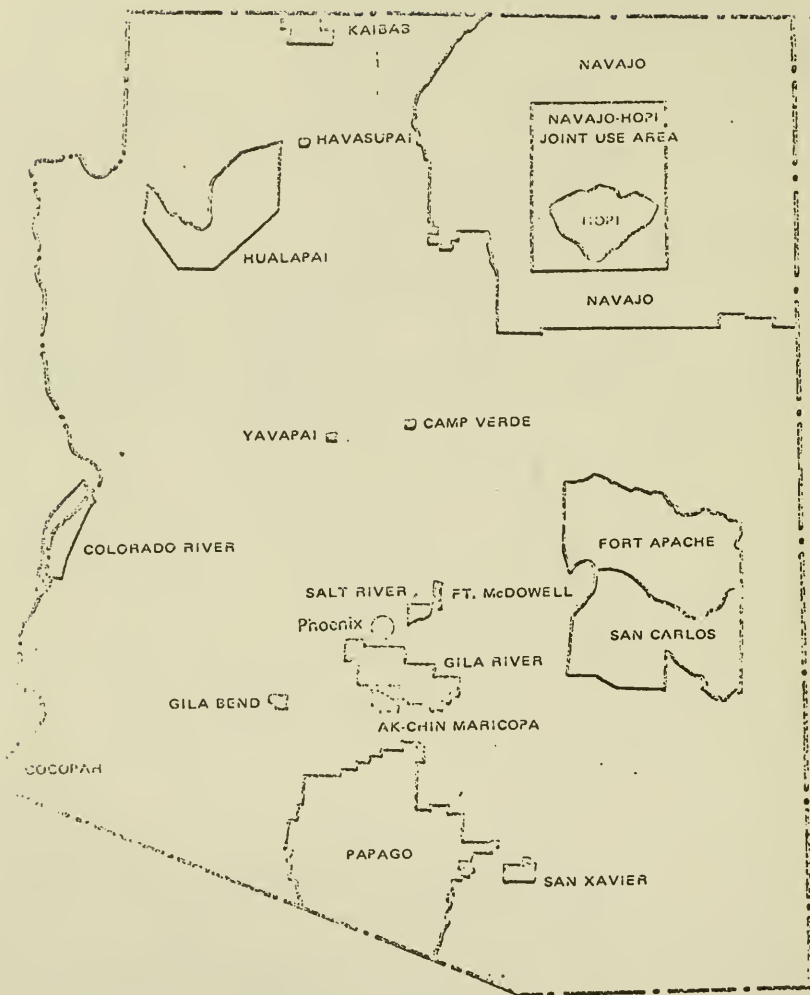 KAIBAB
NAVAJO
NAVAJO-HOPI
JOINT USE AREA
HAVASUPAI
HOPI
HUALAPAI
NAVAJO
CAMP VERDE
YAVAPAI
FORT APACHE
COLORADO RIVER
SALT RIVER
FT. McDOWELL
Phoenix
SAN CARLOS
GILA RIVER
GILA BEND
AK-CHIN MARICOPA
COCOPAH
PAPAGO
SAN XAVIER